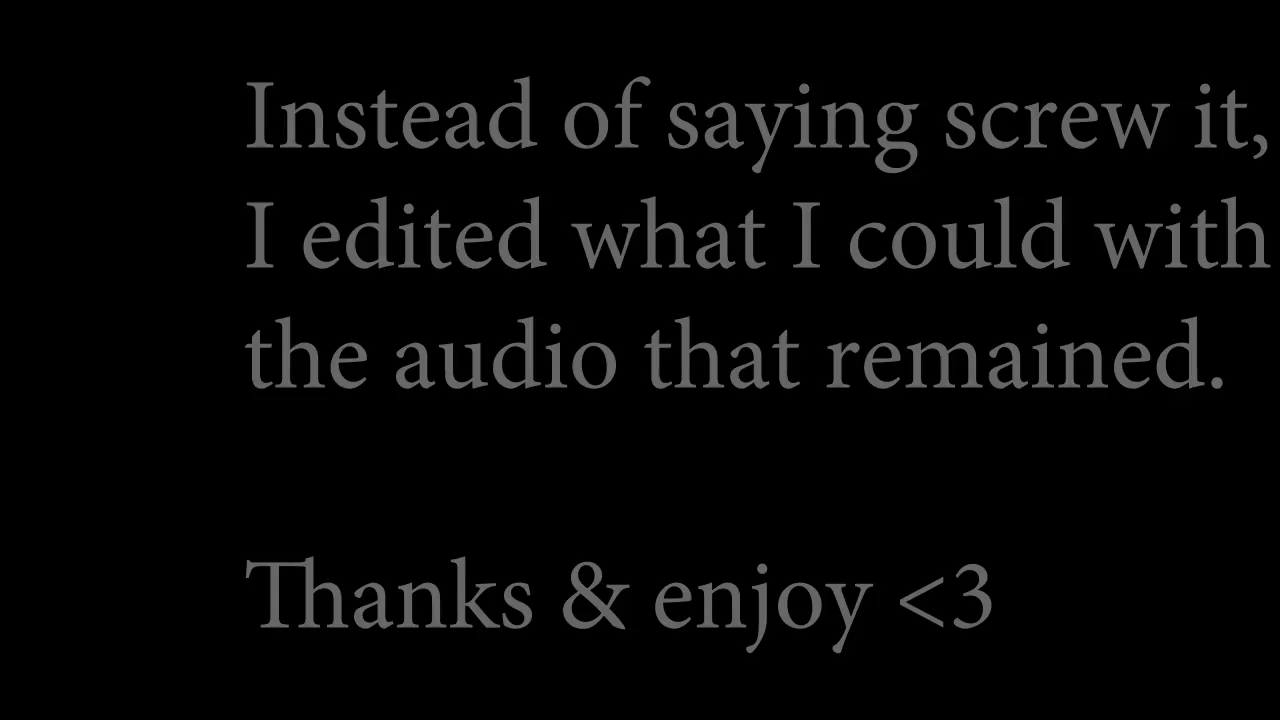 Instead of saying screw it,
I edited what I could with
the audio that remained.
Thanks & enjoy <3